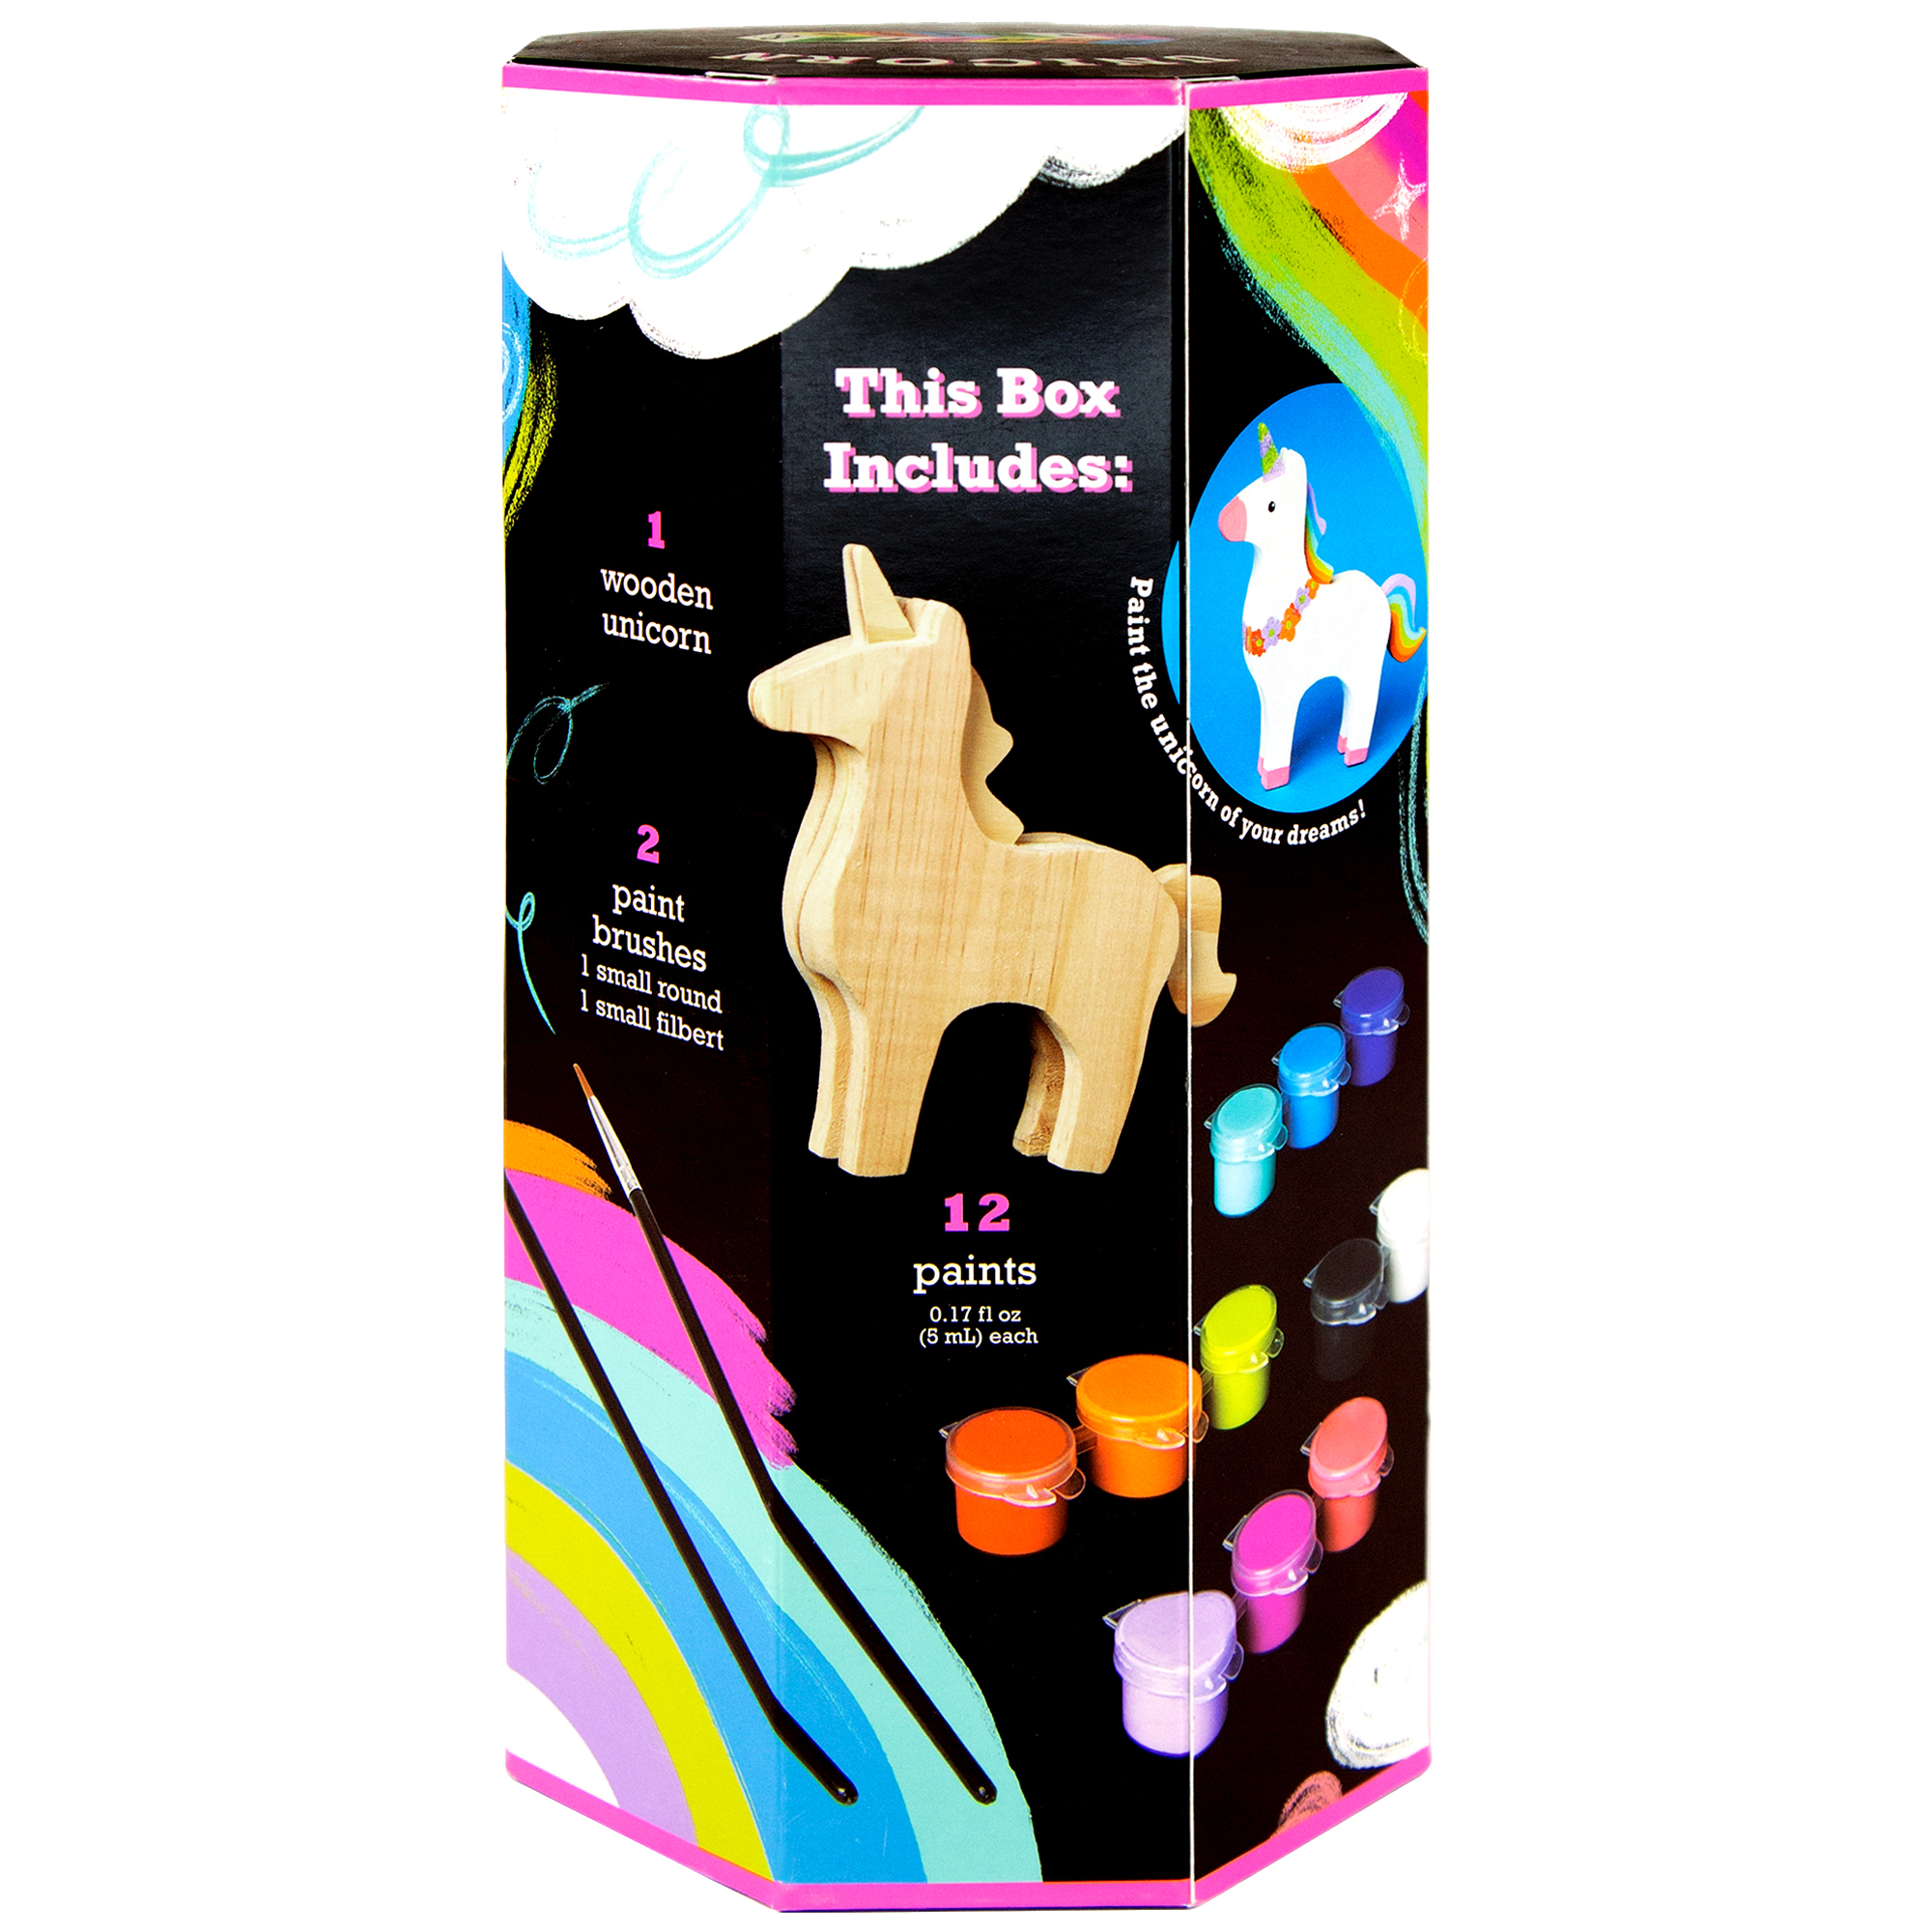 UNICORN
This Box
Includes:
1
wooden
unicorn
2
paint
brushes
1 small round
1 small filbert
Paint the unicorn of your dreams!
12
paints
0.17 fl oz
(5 mL) each